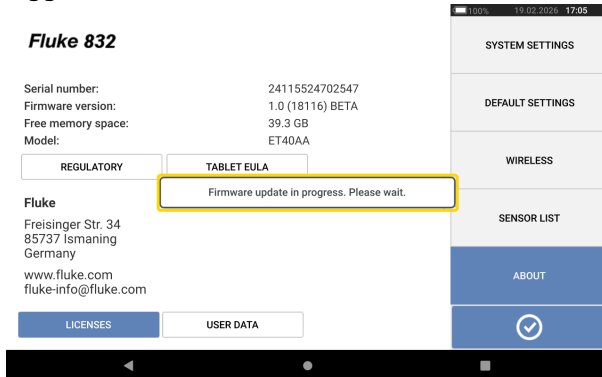 100% 19.02.2026 17:05
Fluke 832
Serial number: 24115524702547
Firmware version: 1.0 (18116) BETA
Free memory space: 39.3 GB
Model: ET40AA
REGULATORY TABLET EULA
Firmware update in progress. Please wait.
Fluke
Freisinger Str. 34
85737 Ismaning
Germany
www.fluke.com
fluke-info@fluke.com
LICENSES USER DATA
SYSTEM SETTINGS
DEFAULT SETTINGS
WIRELESS
SENSOR LIST
ABOUT